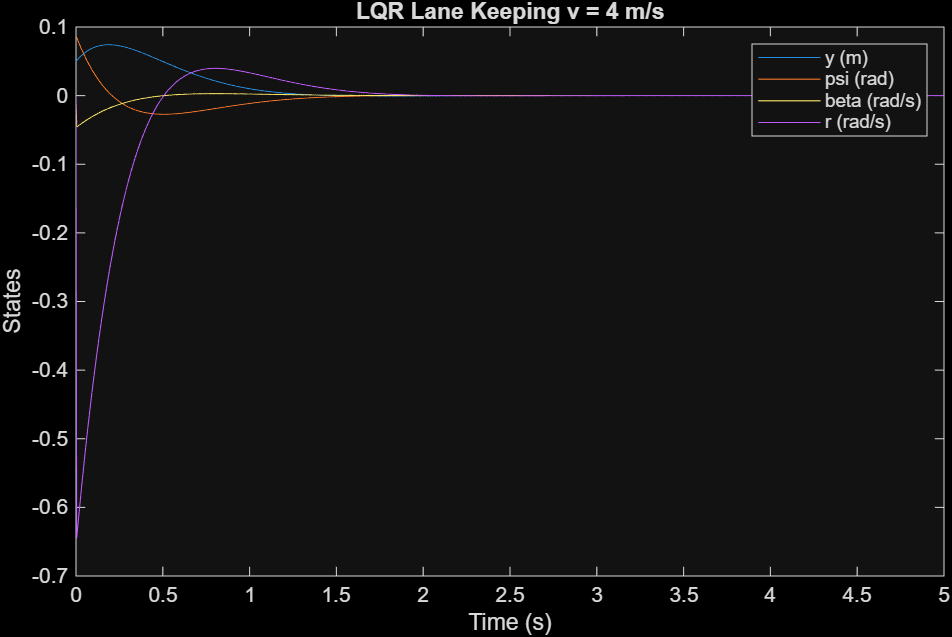 LQR Lane Keeping v = 4 m/s
0.1
0
-0.1
-0.2
-0.3
-0.4
-0.5
-0.6
-0.7
States
y (m)
psi (rad)
beta (rad/s)
r (rad/s)
0 0.5 1 1.5 2 2.5 3 3.5 4 4.5 5
Time (s)